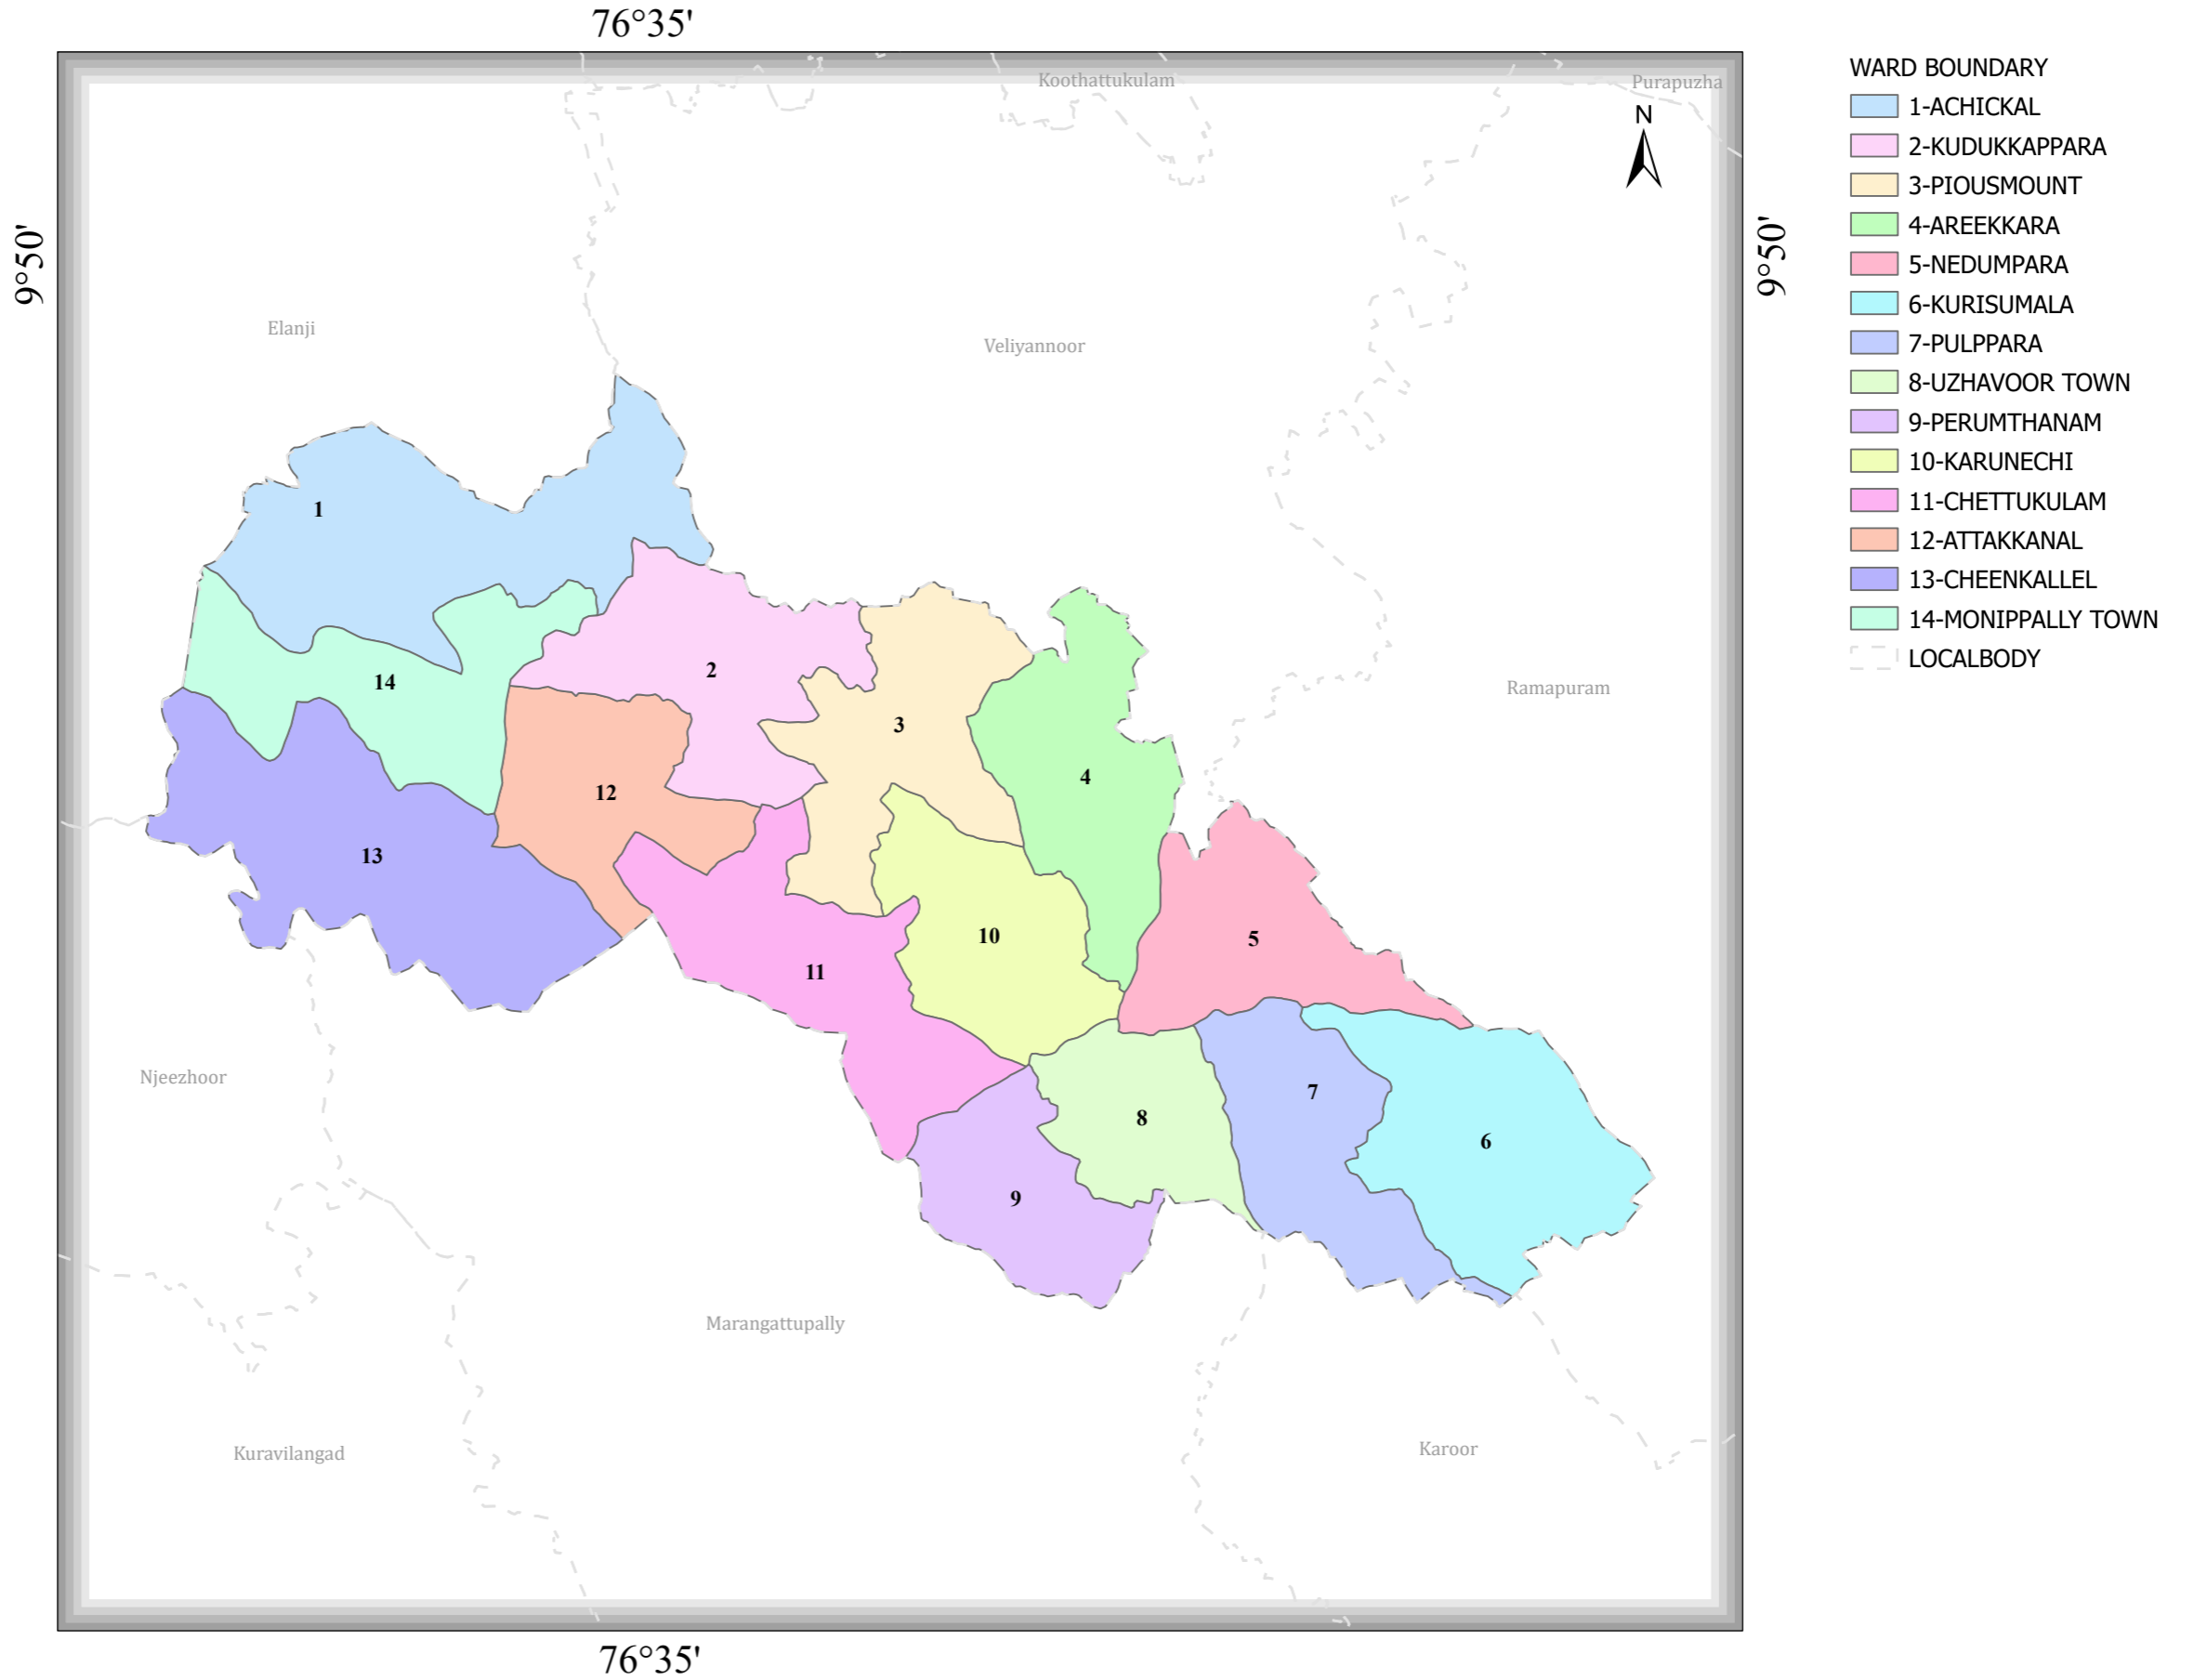 76°35'
Koothattukulam
Purapuzha
N
9°50'
9°50'
Elanji
Veliyannoor
1
Ramapuram
2
14
3
4
12
13
10
5
11
Njeezhoor
7
8
6
9
Marangattupally
Kuravilangad
Karoor
76°35'
WARD BOUNDARY
1-ACHICKAL
2-KUDUKKAPPARA
3-PIOUSMOUNT
4-AREEKKARA
5-NEDUMPARA
6-KURISUMALA
7-PULPPARA
8-UZHAVOOR TOWN
9-PERUMTHANAM
10-KARUNECHI
11-CHETTUKULAM
12-ATTAKKANAL
13-CHEENKALLEL
14-MONIPPALLY TOWN
LOCALBODY